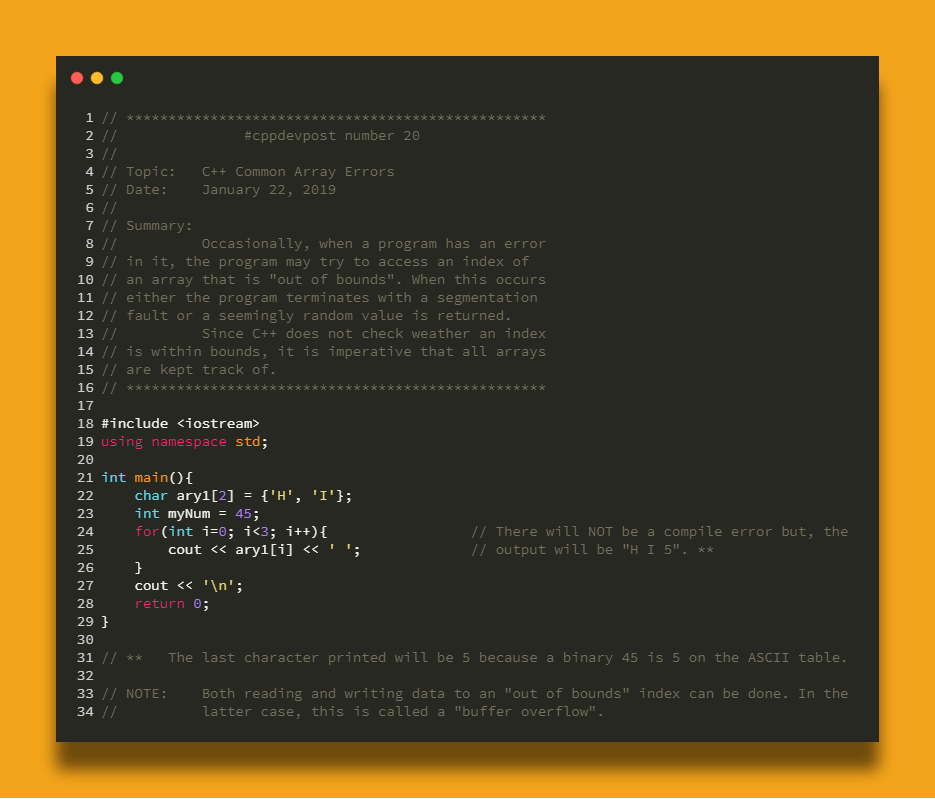 1 // **************************************************
2 //               #cppdevpost number 20
3 //
4 // Topic:   C++ Common Array Errors
5 // Date:    January 22, 2019
6 //
7 // Summary:
8 //          Occasionally, when a program has an error
9 // in it, the program may try to access an index of
10 // an array that is "out of bounds". When this occurs
11 // either the program terminates with a segmentation
12 // fault or a seemingly random value is returned.
13 //          Since C++ does not check weather an index
14 // is within bounds, it is imperative that all arrays
15 // are kept track of.
16 // **************************************************
17
18 #include <iostream>
19 using namespace std;
20
21 int main(){
22     char ary1[2] = {'H', 'I'};
23     int myNum = 45;
24     for(int i=0; i<3; i++){                 // There will NOT be a compile error but, the
25         cout << ary1[i] << ' ';             // output will be "H I 5". **
26     }
27     cout << '\n';
28     return 0;
29 }
30
31 // **   The last character printed will be 5 because a binary 45 is 5 on the ASCII table.
32
33 // NOTE:    Both reading and writing data to an "out of bounds" index can be done. In the
34 //          latter case, this is called a "buffer overflow".